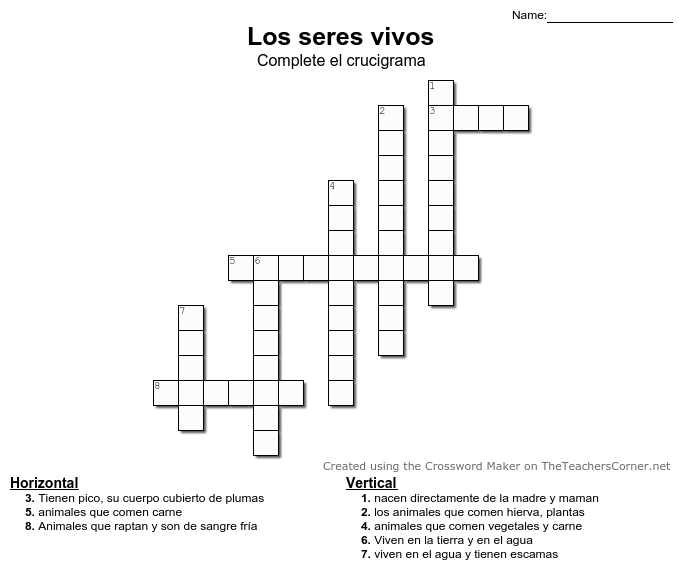 Name:
Los seres vivos
Complete el crucigrama
1
2
3
4
5 6
7
8
Created using the Crossword Maker on TheTeachersCorner.net
Horizontal
3. Tienen pico, su cuerpo cubierto de plumas
5. animales que comen carne
8. Animales que raptan y son de sangre fría
Vertical
1. nacen directamente de la madre y maman
2. los animales que comen hierva, plantas
4. animales que comen vegetales y carne
6. Viven en la tierra y en el agua
7. viven en el agua y tienen escamas